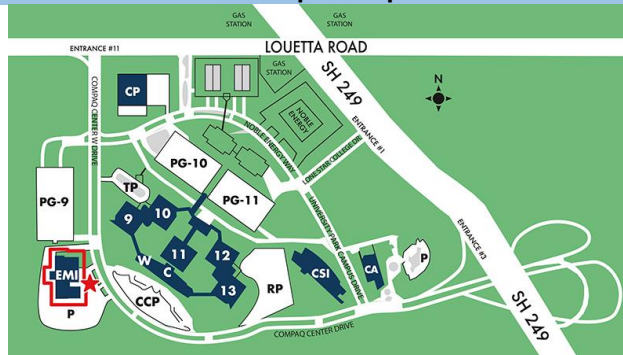 GAS
STATION
GAS
STATION
ENTRANCE #11
LOUETTA ROAD
GAS
STATION
SH 249
N
CP
COMPAQ CENTER W DRIVE
NOBLE
ENERGY
NOBLE ENERGY WAY
ENTRANCE #1
LONE STAR COLLEGE DR
PG-10
TP
PG-9
PG-11
UNIVERSITY PARK CAMPUS DRIVE
9
10
11
12
13
W
C
EMI
P
CCP
RP
CSI
CA
P
ENTRANCE #3
SH 249
COMPAQ CENTER DRIVE